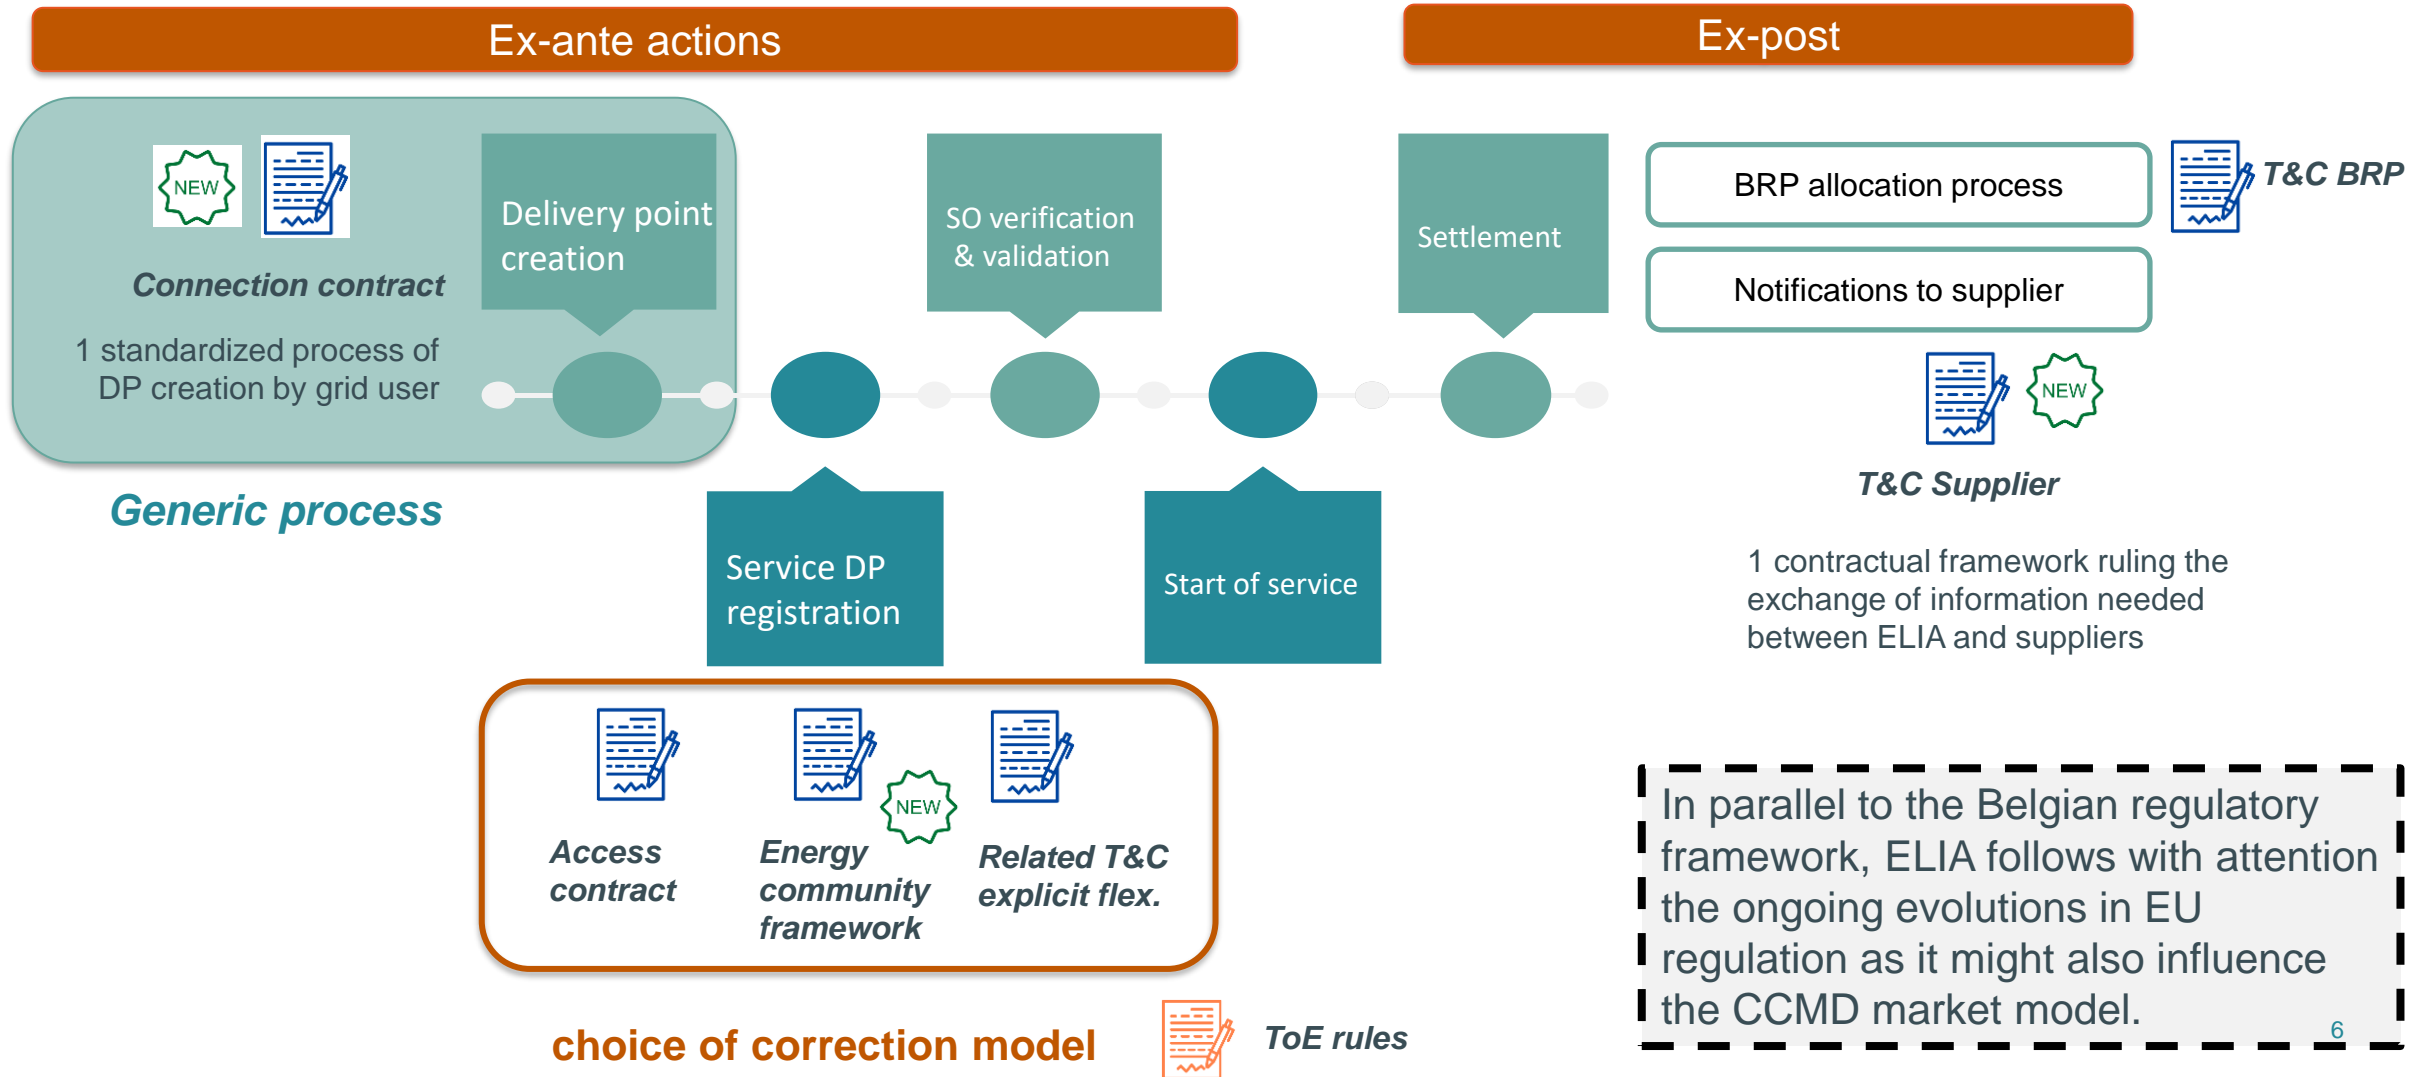 Ex-ante actions
Ex-post
NEW
Connection contract
1 standardized process of
DP creation by grid user
Delivery point
creation
SO verification
& validation
Settlement
BRP allocation process
T&C BRP
Notifications to supplier
NEW
T&C Supplier
1 contractual framework ruling the
exchange of information needed
between ELIA and suppliers
Generic process
Service DP
registration
Start of service
NEW
Access
contract
Energy
community
framework
Related T&C
explicit flex.
choice of correction model
ToE rules
In parallel to the Belgian regulatory
framework, ELIA follows with attention
the ongoing evolutions in EU
regulation as it might also influence
the CCMD market model.
6